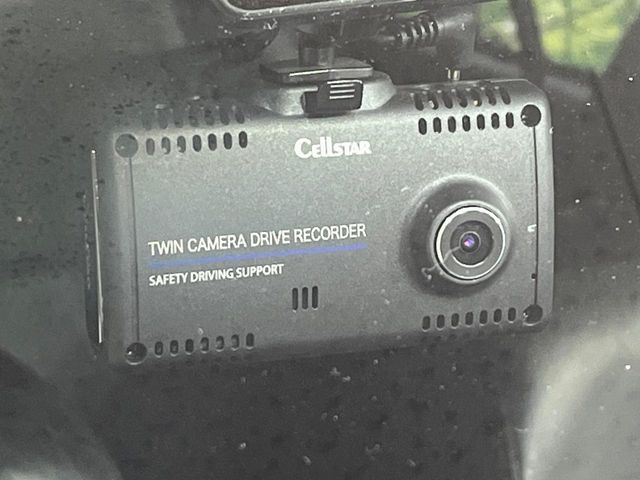 CELLSTAR
TWIN CAMERA DRIVE RECORDER
SAFETY DRIVING SUPPORT